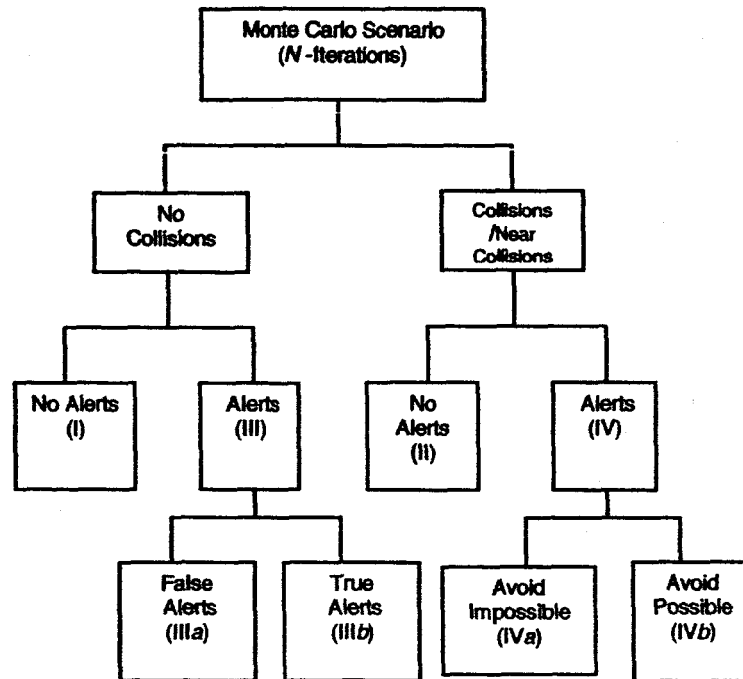 Monte Carlo Scenario
(N-Iterations)
No
Collisions
Collisions
/Near
Collisions
No Alerts
(I)
Alerts
(III)
No
Alerts
(II)
Alerts
(IV)
False
Alerts
(IIIa)
True
Alerts
(IIIb)
Avoid
Impossible
(IVa)
Avoid
Possible
(IVb)